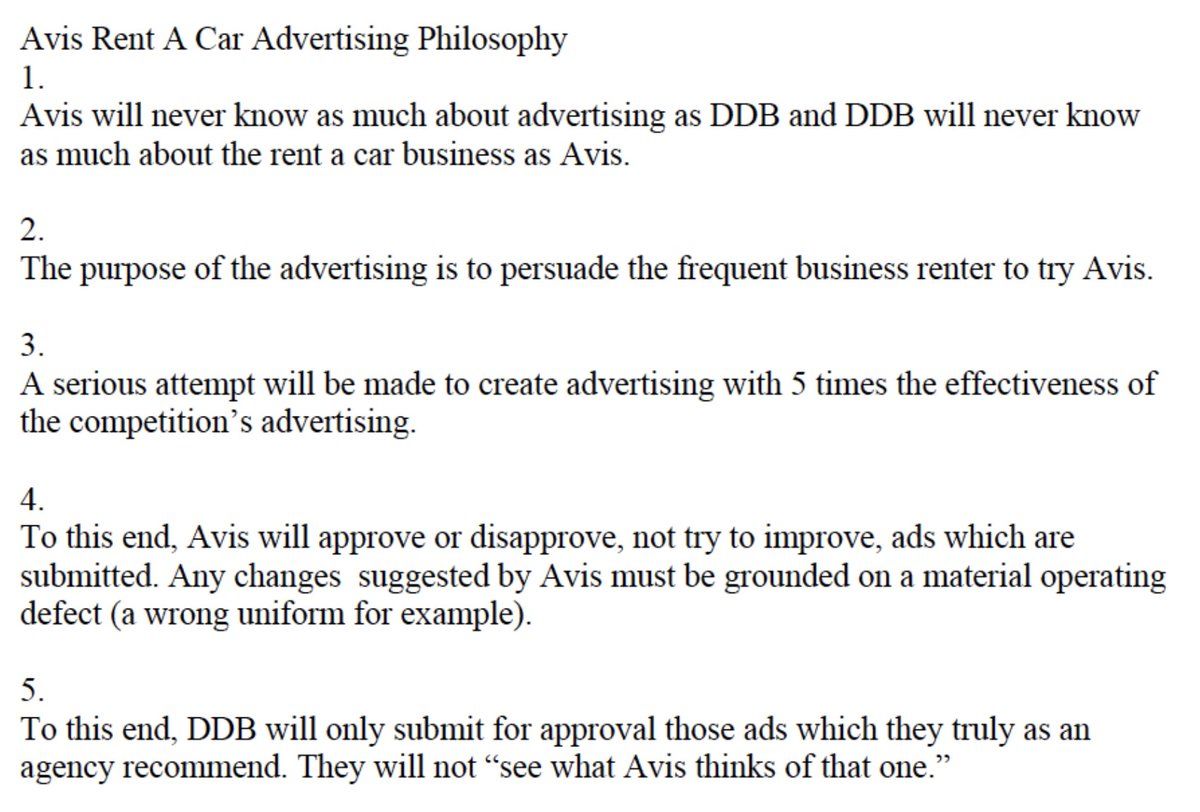 Avis Rent A Car Advertising Philosophy
1.
Avis will never know as much about advertising as DDB and DDB will never know
as much about the rent a car business as Avis.
2.
The purpose of the advertising is to persuade the frequent business renter to try Avis.
3.
A serious attempt will be made to create advertising with 5 times the effectiveness of
the competition’s advertising.
4.
To this end, Avis will approve or disapprove, not try to improve, ads which are
submitted. Any changes  suggested by Avis must be grounded on a material operating
defect (a wrong uniform for example).
5.
To this end, DDB will only submit for approval those ads which they truly as an
agency recommend. They will not “see what Avis thinks of that one.”